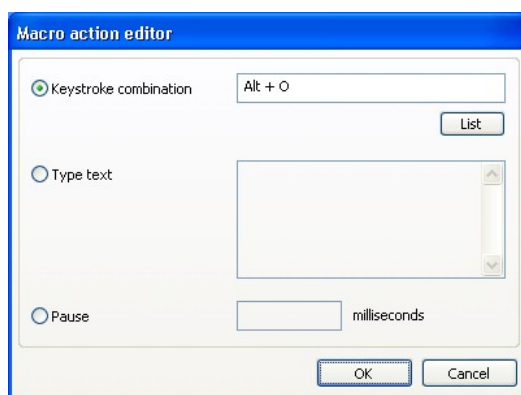 Macro action editor
Keystroke combination Alt + O
List
Type text
Pause milliseconds
OK Cancel